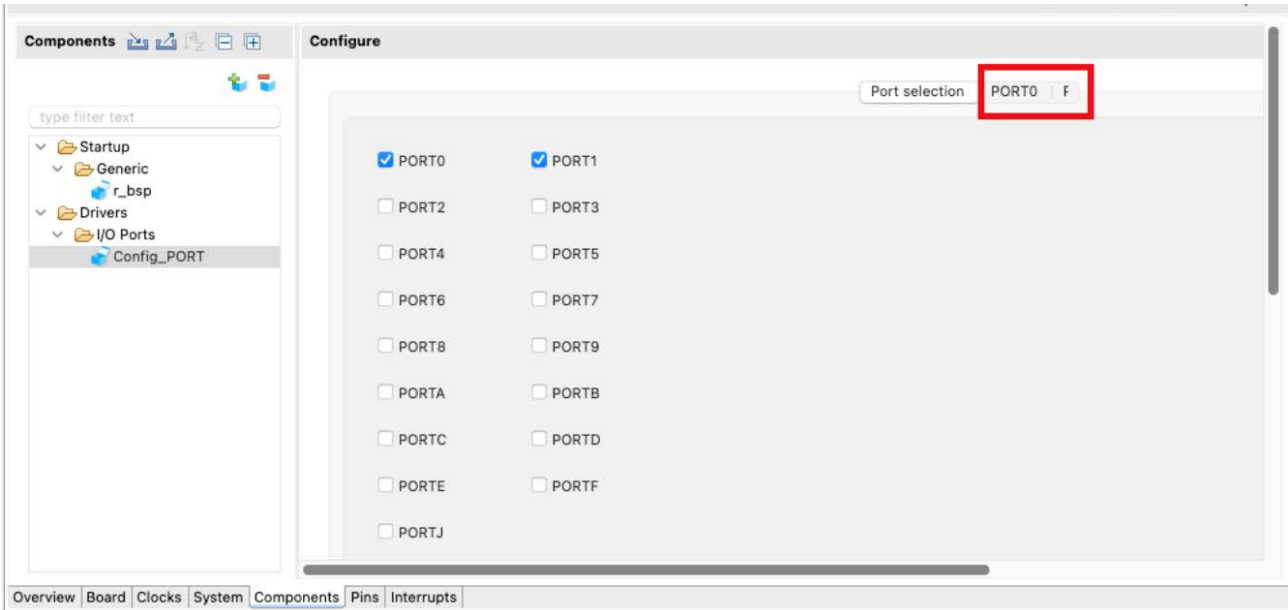 Components
Configure
Port selection PORT0 F
type filter text
Startup
Generic
r_bsp
Drivers
I/O Ports
Config_PORT
PORT0 PORT1
PORT2 PORT3
PORT4 PORT5
PORT6 PORT7
PORT8 PORT9
PORTA PORTB
PORTC PORTD
PORTE PORTF
PORTJ
Overview Board Clocks System Components Pins Interrupts